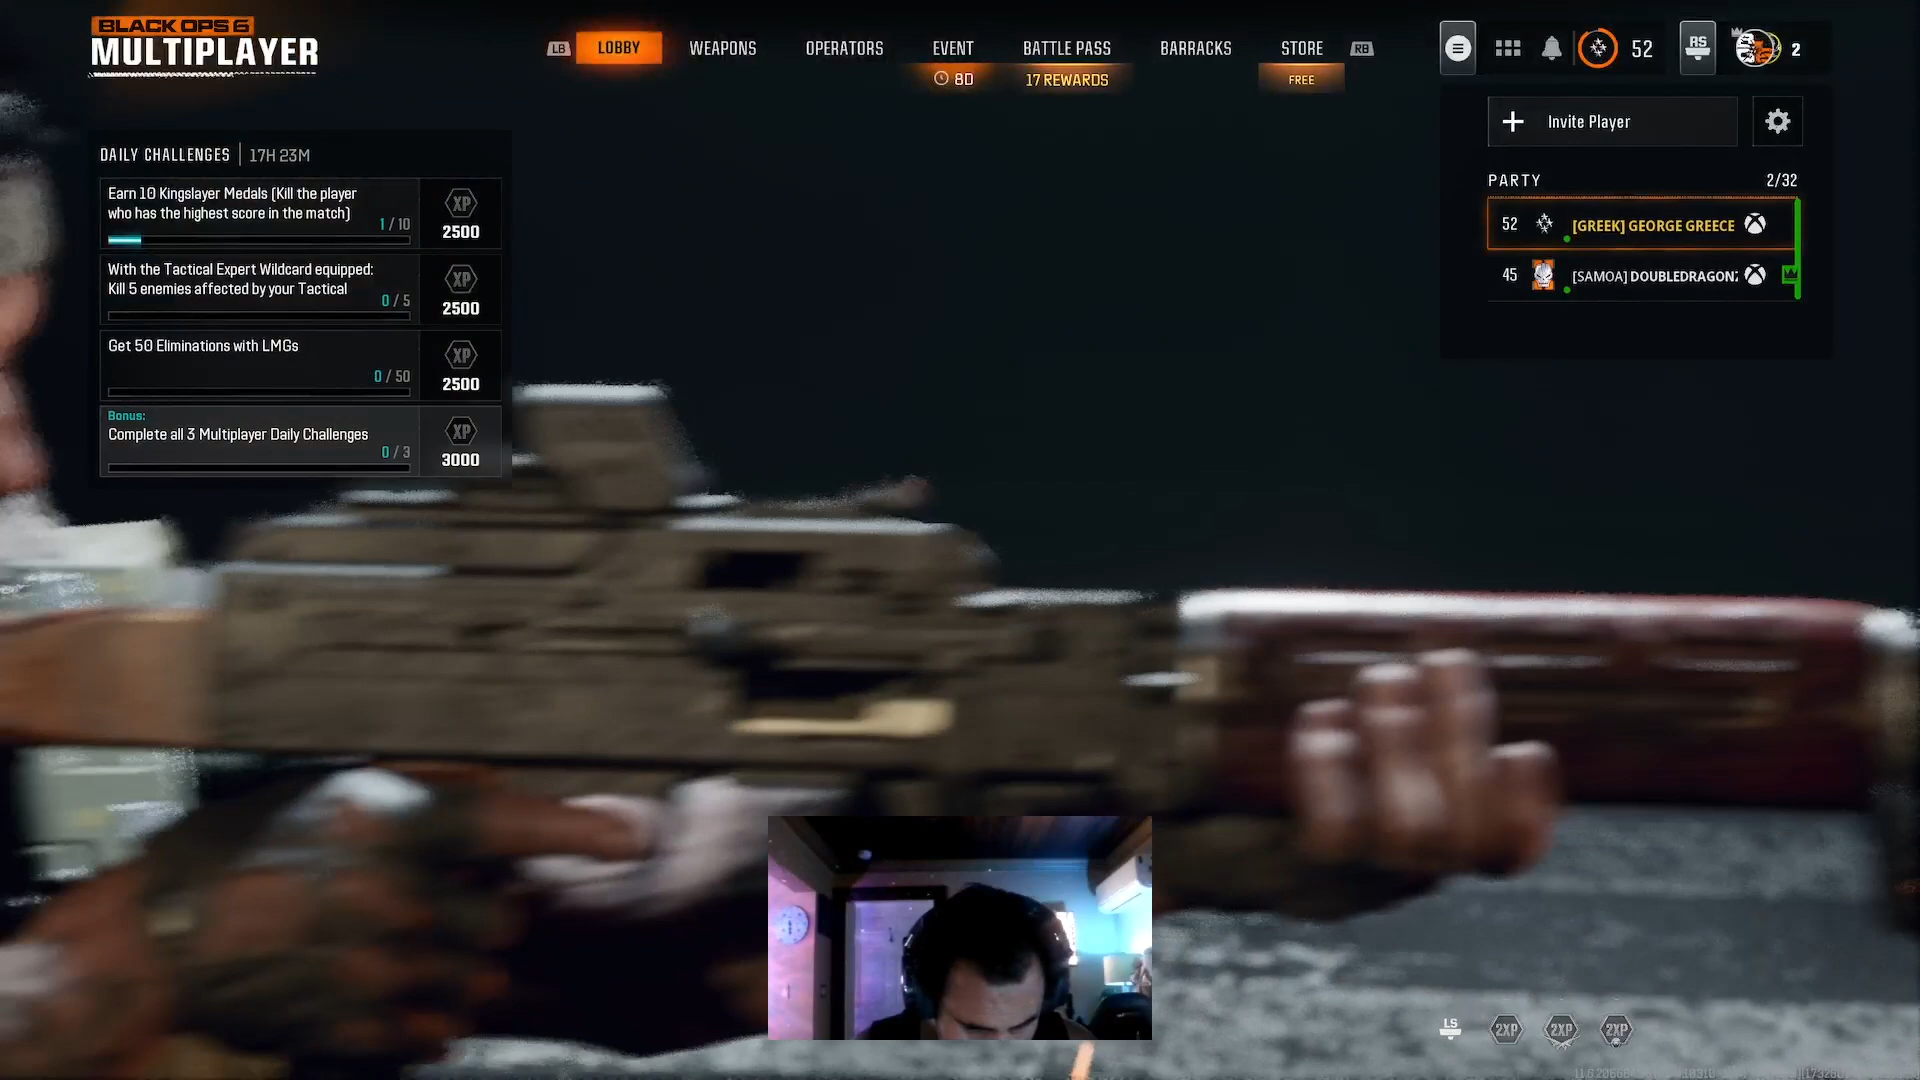 BLACK OPS 6
MULTIPLAYER
LB
LOBBY
WEAPONS
OPERATORS
EVENT
BATTLE PASS
BARRACKS
STORE
RB
8D
17 REWARDS
FREE
52
RS
2
Invite Player
PARTY
2/32
52 [GREEK] GEORGE GREECE
45 [SAMOA] DOUBLEDRAGON
DAILY CHALLENGES 17H 23M
Earn 10 Kingslayer Medals (Kill the player
who has the highest score in the match)
1 / 10
XP
2500
With the Tactical Expert Wildcard equipped:
Kill 5 enemies affected by your Tactical
0 / 5
XP
2500
Get 50 Eliminations with LMGs
0 / 50
XP
2500
Bonus:
Complete all 3 Multiplayer Daily Challenges
0 / 3
XP
3000
LS
2XP
2XP
2XP